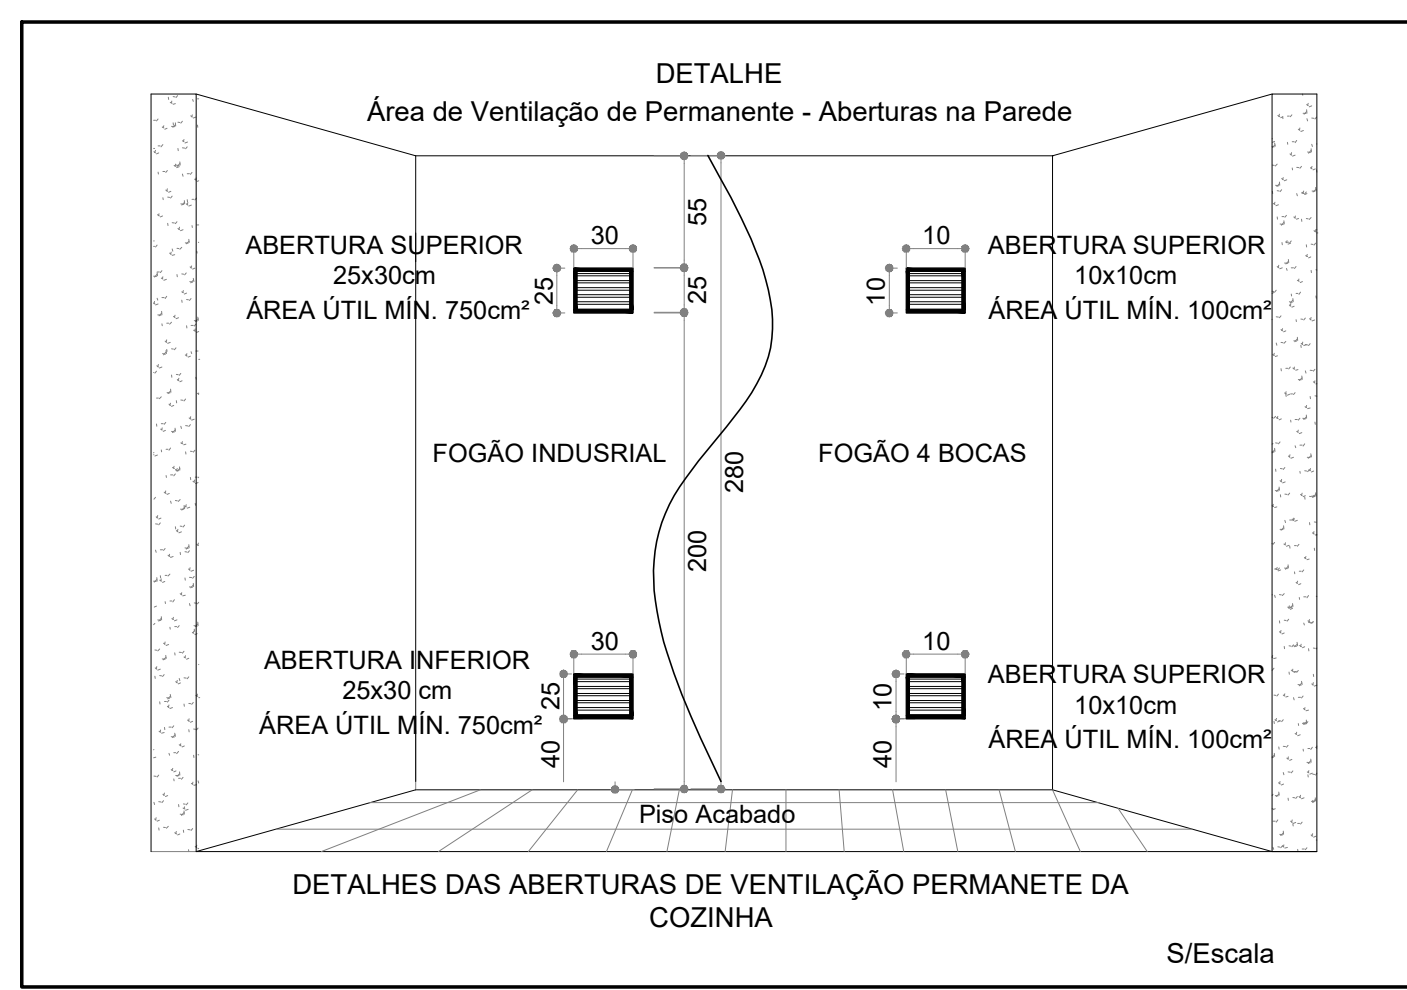 DETALHE
Área de Ventilação de Permanente - Aberturas na Parede
55
30
10
ABERTURA SUPERIOR
25x30cm
ÁREA ÚTIL MÍN. 750cm²
25
25
10
ABERTURA SUPERIOR
10x10cm
ÁREA ÚTIL MÍN. 100cm²
FOGÃO INDUSRIAL
280
FOGÃO 4 BOCAS
200
30
10
ABERTURA INFERIOR
25x30 cm
ÁREA ÚTIL MÍN. 750cm²
25
40
10
40
ABERTURA SUPERIOR
10x10cm
ÁREA ÚTIL MÍN. 100cm²
Piso Acabado
DETALHES DAS ABERTURAS DE VENTILAÇÃO PERMANETE DA
COZINHA
S/Escala